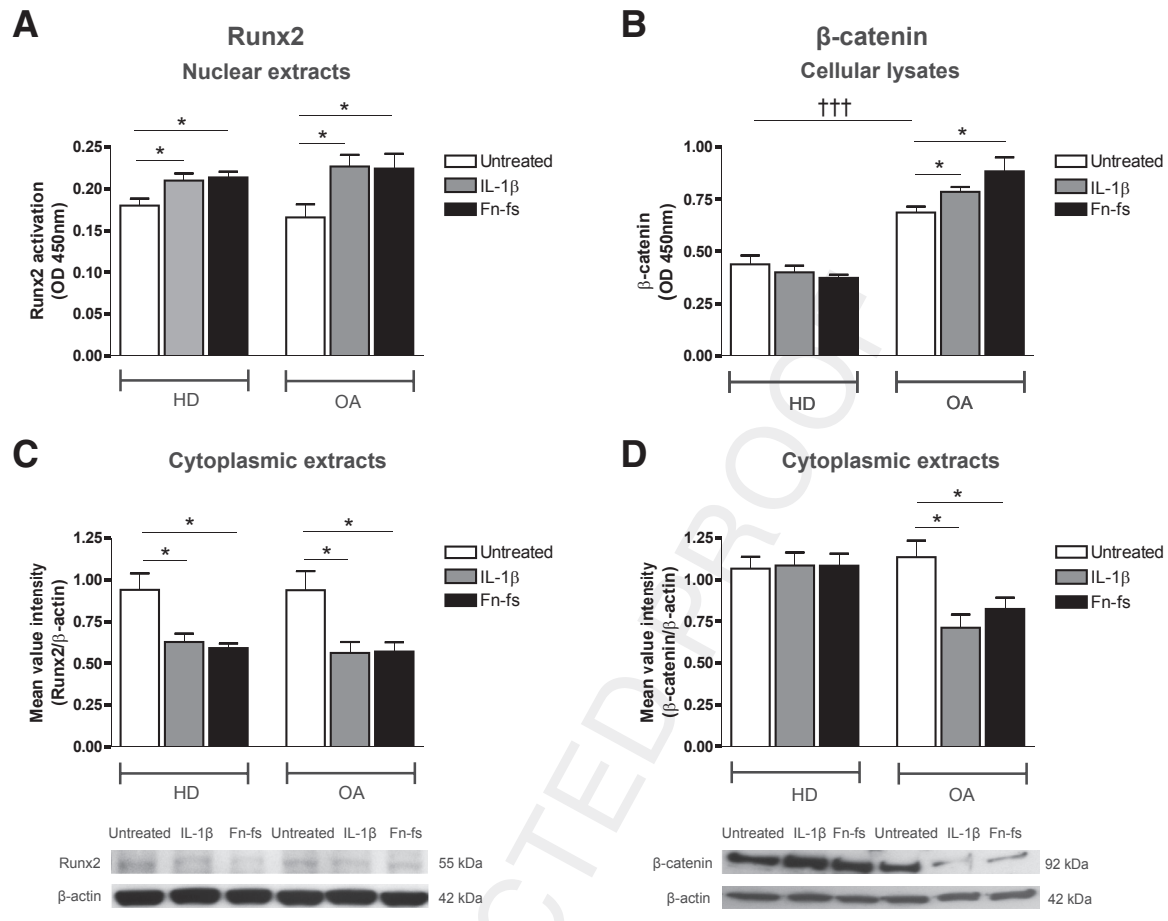 A
Runx2
Nuclear extracts
*
*
*
*
0.25
0.20
0.15
0.10
0.05
0.00
Runx2 activation
(OD 450nm)
Untreated
IL-1β
Fn-fs
HD
OA
B
β-catenin
Cellular lysates
†††
*
*
1.00
0.75
0.50
0.25
0.00
β-catenin
(OD 450nm)
Untreated
IL-1β
Fn-fs
HD
OA
C
Cytoplasmic extracts
*
*
*
*
1.25
1.00
0.75
0.50
0.25
0.00
Mean value intensity
(Runx2/β-actin)
Untreated
IL-1β
Fn-fs
HD
OA
Untreated IL-1β Fn-fs Untreated IL-1β Fn-fs
Runx2 55 kDa
β-actin 42 kDa
D
Cytoplasmic extracts
*
*
1.25
1.00
0.75
0.50
0.25
0.00
Mean value intensity
(β-catenin/β-actin)
Untreated
IL-1β
Fn-fs
HD
OA
Untreated IL-1β Fn-fs Untreated IL-1β Fn-fs
β-catenin 92 kDa
β-actin 42 kDa
CTED PROOF